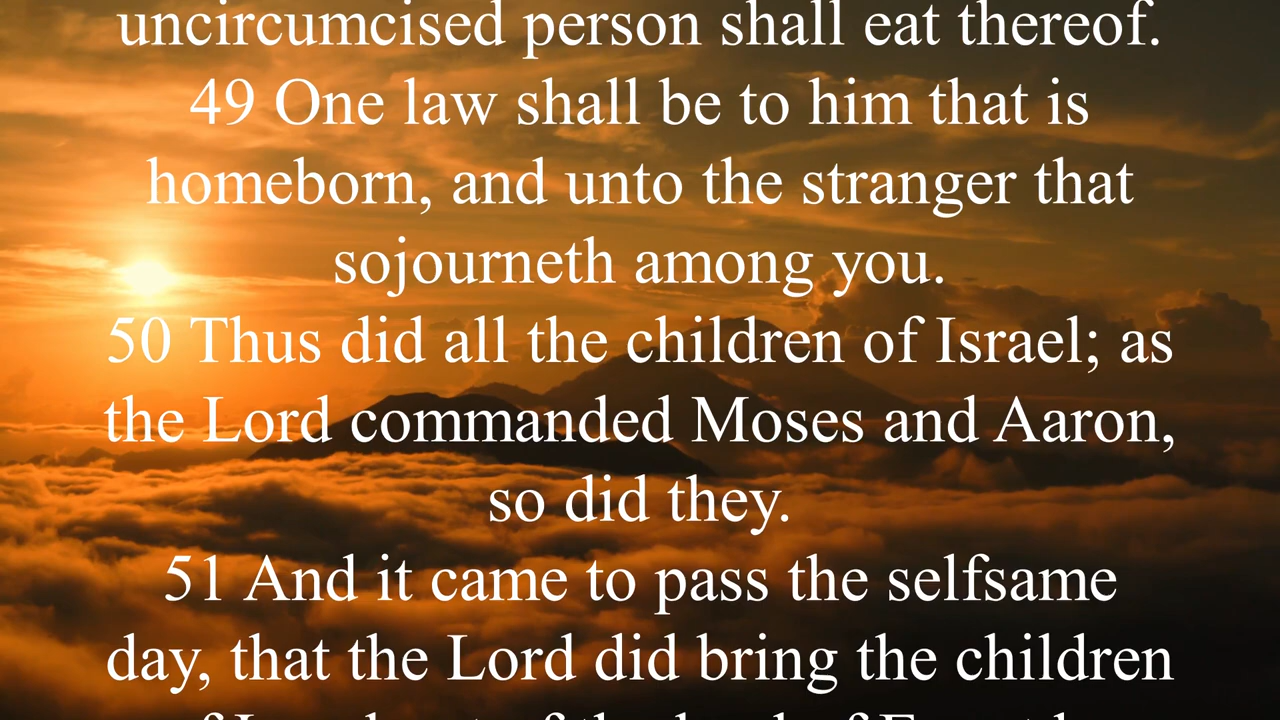 uncircumcised person shall eat thereof.
49 One law shall be to him that is
homeborn, and unto the stranger that
sojourneth among you.
50 Thus did all the children of Israel; as
the Lord commanded Moses and Aaron,
so did they.
51 And it came to pass the selfsame
day, that the Lord did bring the children